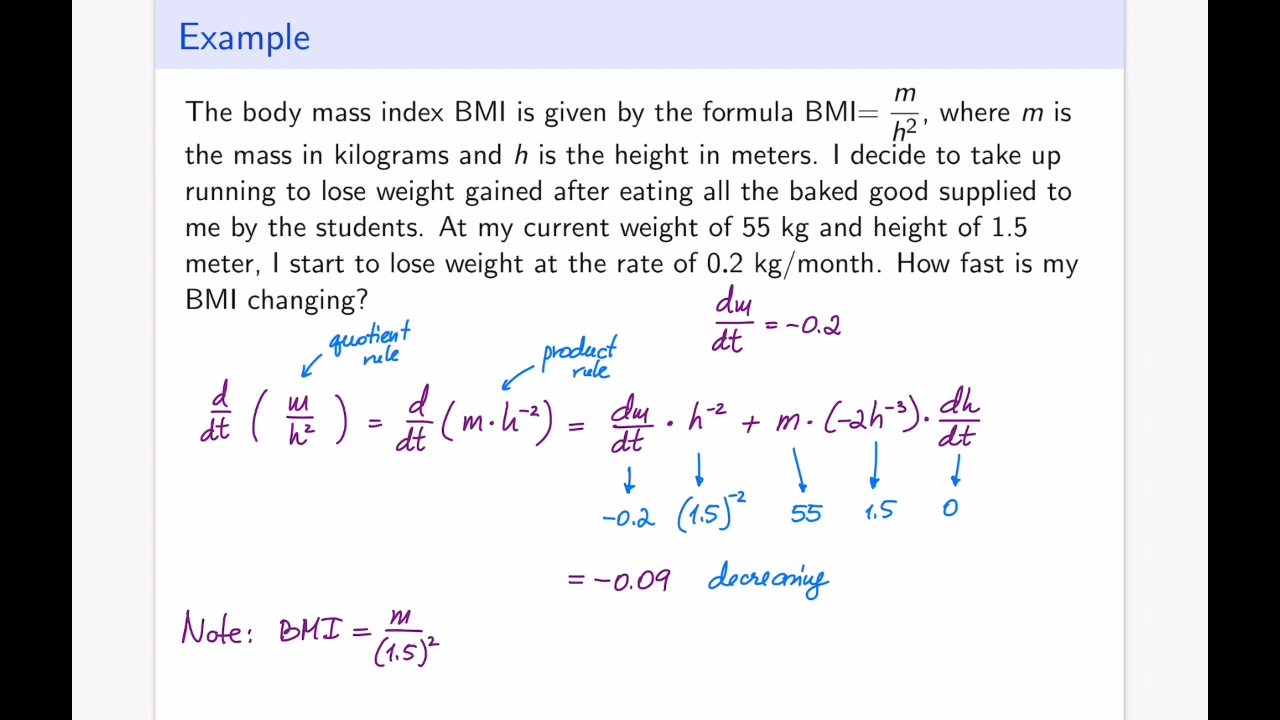 Example
The body mass index BMI is given by the formula BMI= m/h², where m is
the mass in kilograms and h is the height in meters. I decide to take up
running to lose weight gained after eating all the baked good supplied to
me by the students. At my current weight of 55 kg and height of 1.5
meter, I start to lose weight at the rate of 0.2 kg/month. How fast is my
BMI changing?
dm/dt = -0.2
quotient
rule
product
rule
d/dt ( m/h² ) = d/dt ( m · h⁻² ) = dm/dt · h⁻² + m · (-2h⁻³) · dh/dt
-0.2 (1.5)⁻² 55 1.5 0
= -0.09 decreasing
Note: BMI = m/(1.5)²